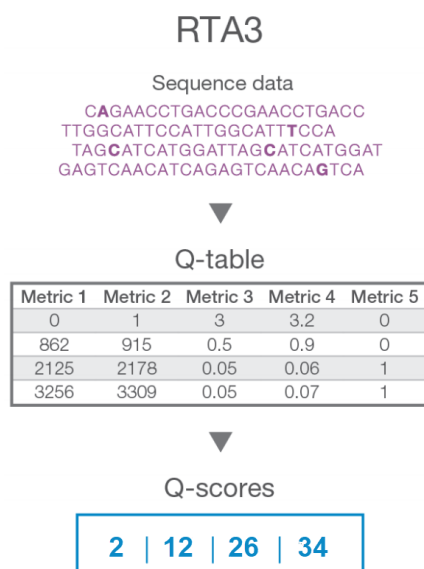 RTA3
Sequence data
CAGAACCTGACCCGAACCTGACC
TTGGCATTCCATTGGCATTTCCA
TAGCATCATGGATTAGCATCATGGAT
GAGTCAACATCAGAGTCAACAGTCA
Q-table
Metric 1 Metric 2 Metric 3 Metric 4 Metric 5
0 1 3 3.2 0
862 915 0.5 0.9 0
2125 2178 0.05 0.06 1
3256 3309 0.05 0.07 1
Q-scores
2 | 12 | 26 | 34